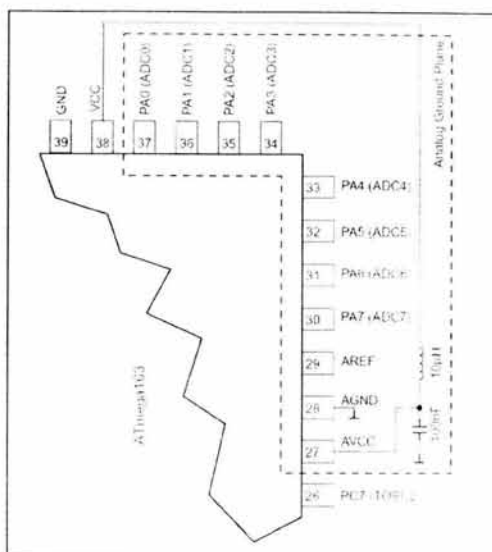 GND
VCC
PA0 (ADC0)
PA1 (ADC1)
PA2 (ADC2)
PA3 (ADC3)
39
38
37
36
35
34
Analog Ground Plane
33 PA4 (ADC4)
32 PA5 (ADC5)
31 PA6 (ADC6)
30 PA7 (ADC7)
29 AREF
10µH
28 AGND
100nF
27 AVCC
26
ATmega163